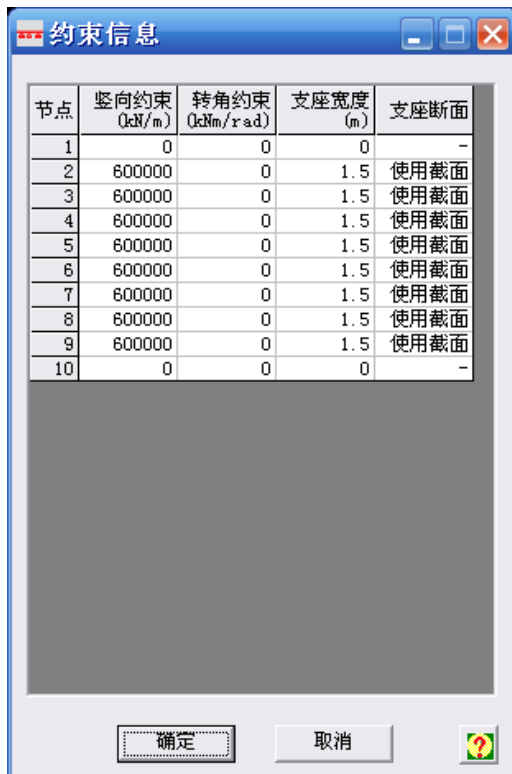 约束信息
节点 竖向约束(kN/m) 转角约束(kNm/rad) 支座宽度(m) 支座断面
1 0 0 0 -
2 600000 0 1.5 使用截面
3 600000 0 1.5 使用截面
4 600000 0 1.5 使用截面
5 600000 0 1.5 使用截面
6 600000 0 1.5 使用截面
7 600000 0 1.5 使用截面
8 600000 0 1.5 使用截面
9 600000 0 1.5 使用截面
10 0 0 0 -
确定 取消 ?